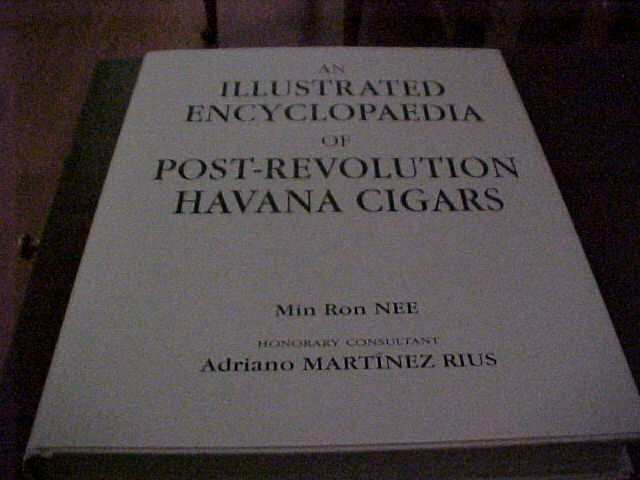 AN
ILLUSTRATED
ENCYCLOPAEDIA
OF
POST-REVOLUTION
HAVANA CIGARS
Min Ron NEE
HONORARY CONSULTANT
Adriano MARTÍNEZ RIUS